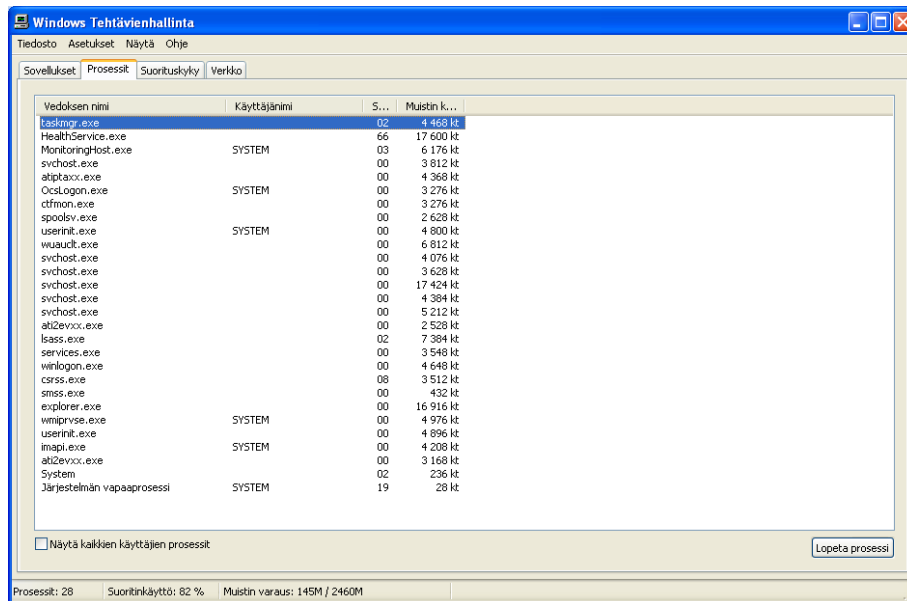 Windows Tehtävienhallinta
Tiedosto Asetukset Näytä Ohje
Sovellukset Prosessit Suorituskyky Verkko
Vedoksen nimi Käyttäjänimi S... Muistin k...
taskmgr.exe 02 4 468 kt
HealthService.exe 66 17 600 kt
MonitoringHost.exe SYSTEM 03 6 176 kt
svchost.exe 00 3 812 kt
atiptaxx.exe 00 4 368 kt
OcsLogon.exe SYSTEM 00 3 276 kt
ctfmon.exe 00 3 276 kt
spoolsv.exe 00 2 628 kt
userinit.exe SYSTEM 00 4 800 kt
wuauclt.exe 00 6 812 kt
svchost.exe 00 4 076 kt
svchost.exe 00 3 628 kt
svchost.exe 00 17 424 kt
svchost.exe 00 4 384 kt
svchost.exe 00 5 212 kt
ati2evxx.exe 00 2 528 kt
lsass.exe 02 7 384 kt
services.exe 00 3 548 kt
winlogon.exe 00 4 648 kt
csrss.exe 08 3 512 kt
smss.exe 00 432 kt
explorer.exe 00 16 916 kt
wmiprvse.exe SYSTEM 00 4 976 kt
userinit.exe 00 4 896 kt
imapi.exe SYSTEM 00 4 208 kt
ati2evxx.exe 00 3 168 kt
System 02 236 kt
Järjestelmän vapaaprosessi SYSTEM 19 28 kt
Näytä kaikkien käyttäjien prosessit
Lopeta prosessi
Prosessit: 28 Suoritinkäyttö: 82 % Muistin varaus: 145M / 2460M